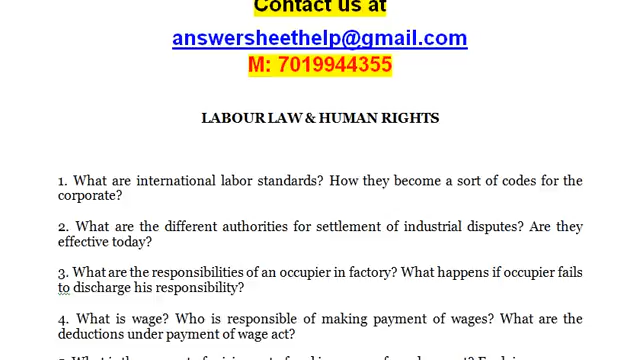 Contact us at
answersheethelp@gmail.com
M: 7019944355
LABOUR LAW & HUMAN RIGHTS
1. What are international labor standards? How they become a sort of codes for the
corporate?
2. What are the different authorities for settlement of industrial disputes? Are they
effective today?
3. What are the responsibilities of an occupier in factory? What happens if occupier fails
to discharge his responsibility?
4. What is wage? Who is responsible of making payment of wages? What are the
deductions under payment of wage act?